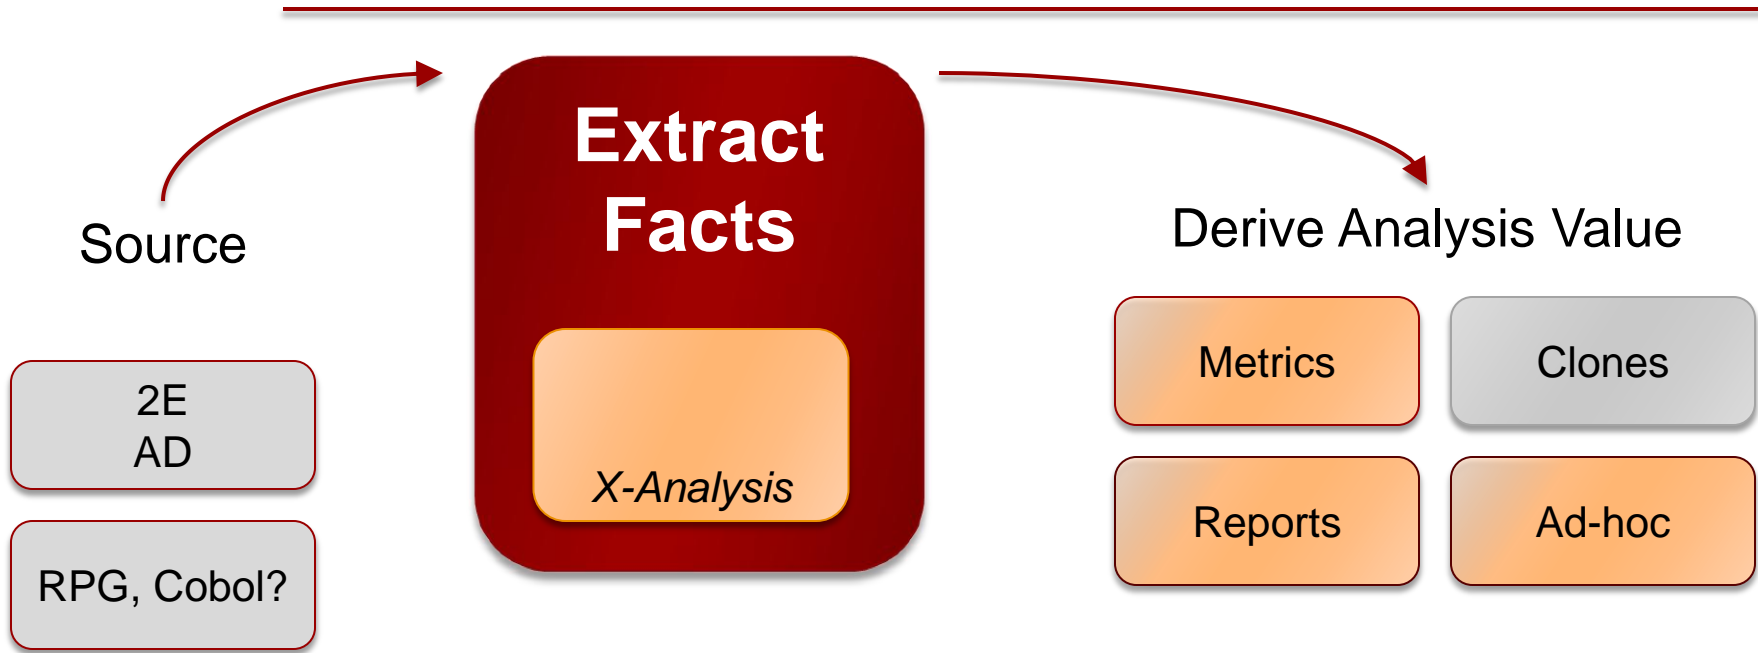 Source
2E
AD
RPG, Cobol?
Extract
Facts
X-Analysis
Derive Analysis Value
Metrics
Clones
Reports
Ad-hoc